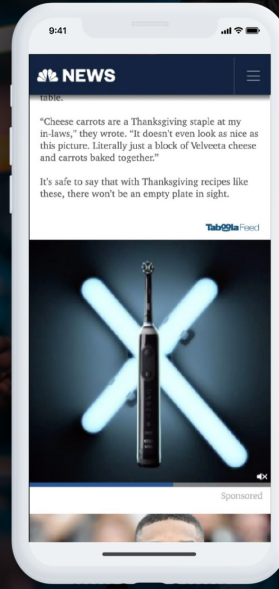 9:41
NEWS
table.
“Cheese carrots are a Thanksgiving staple at my
in-laws,” they wrote. “It doesn't even look as nice as
this picture. Literally just a block of Velveeta cheese
and carrots baked together.”
It's safe to say that with Thanksgiving recipes like
these, there won't be an empty plate in sight.
Taboola Feed
Sponsored